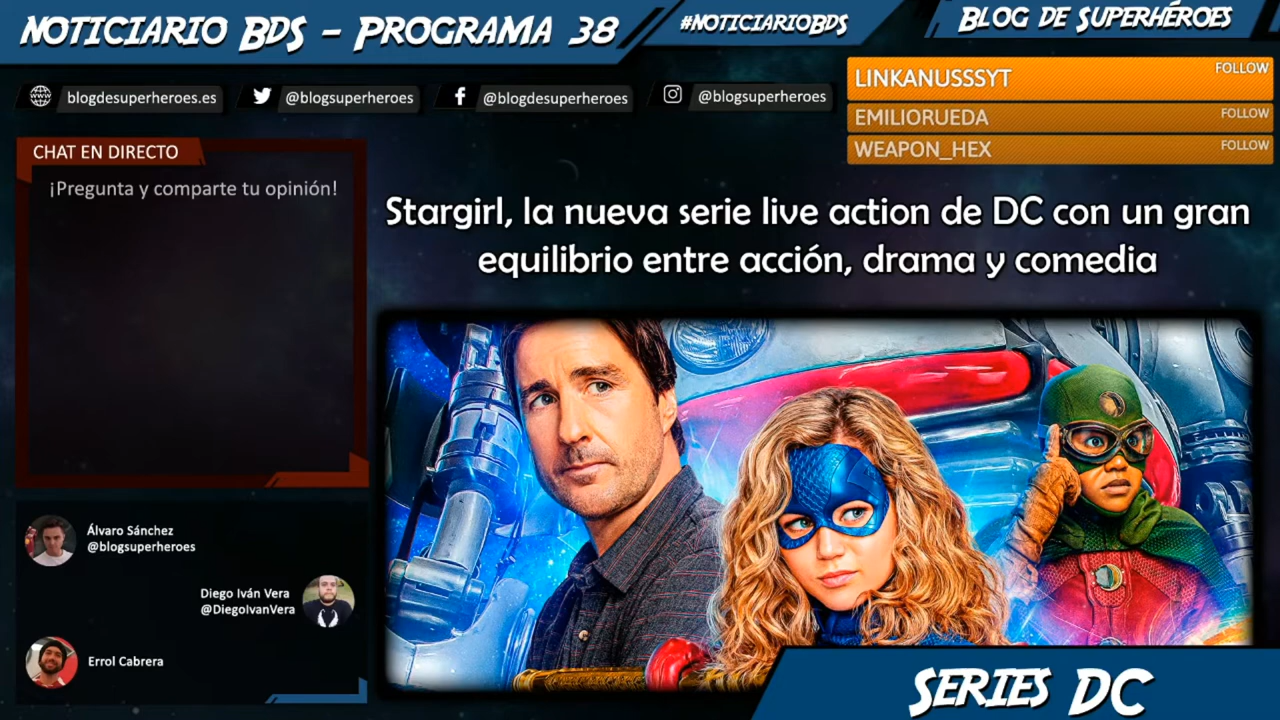 NOTICIARIO BDS - PROGRAMA 38
#NOTICIARIOBDS
BLOG DE SUPERHÉROES
blogdesuperheroes.es
@blogsuperheroes
@blogdesuperheroes
@blogsuperheroes
LINKANUSSSYT FOLLOW
EMILIORUEDA FOLLOW
WEAPON_HEX FOLLOW
CHAT EN DIRECTO
¡Pregunta y comparte tu opinión!
Stargirl, la nueva serie live action de DC con un gran
equilibrio entre acción, drama y comedia
Álvaro Sánchez
@blogsuperheroes
Diego Iván Vera
@DiegoIvanVera
Errol Cabrera
SERIES DC